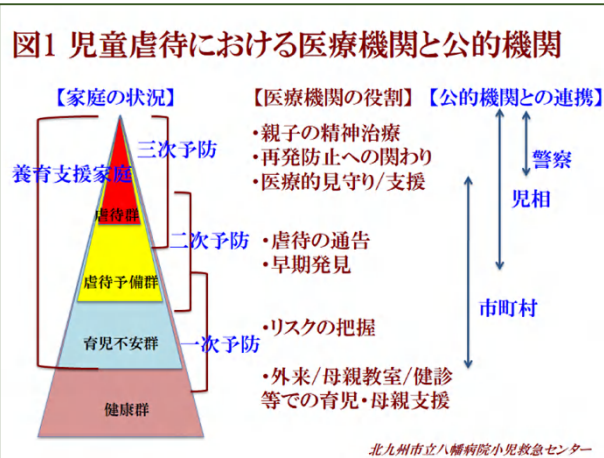 図1 児童虐待における医療機関と公的機関
【家庭の状況】
【医療機関の役割】
【公的機関との連携】
三次予防
養育支援家庭
虐待群
二次予防
虐待予備群
育児不安群
一次予防
健康群
・親子の精神治療
・再発防止への関わり
・医療的見守り/支援
・虐待の通告
・早期発見
・リスクの把握
・外来/母親教室/健診
等での育児・母親支援
警察
児相
市町村
北九州市立八幡病院小児救急センター